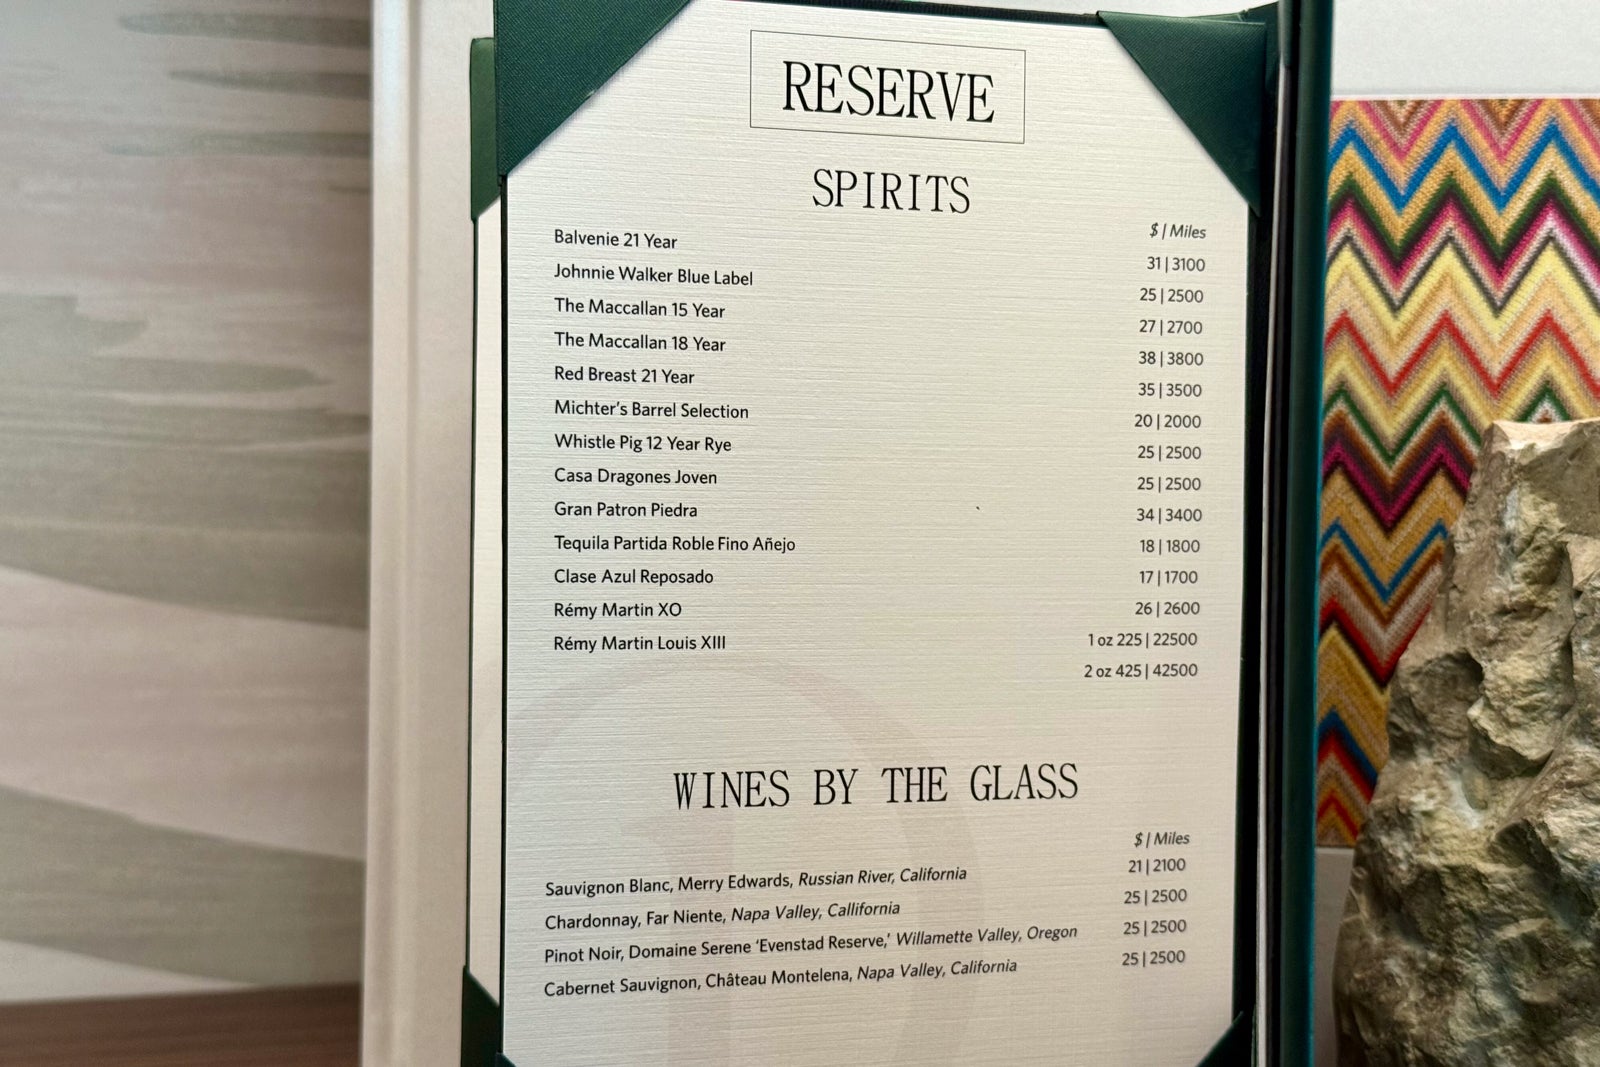 RESERVE
SPIRITS
$ | Miles
Balvenie 21 Year 31 | 3100
Johnnie Walker Blue Label 25 | 2500
The Maccallan 15 Year 27 | 2700
The Maccallan 18 Year 38 | 3800
Red Breast 21 Year 35 | 3500
Michter's Barrel Selection 20 | 2000
Whistle Pig 12 Year Rye 25 | 2500
Casa Dragones Joven 25 | 2500
Gran Patron Piedra 34 | 3400
Tequila Partida Roble Fino Añejo 18 | 1800
Clase Azul Reposado 17 | 1700
Rémy Martin XO 26 | 2600
Rémy Martin Louis XIII 1 oz 225 | 22500
2 oz 425 | 42500
WINES BY THE GLASS
$ | Miles
Sauvignon Blanc, Merry Edwards, Russian River, California 21 | 2100
Chardonnay, Far Niente, Napa Valley, Callifornia 25 | 2500
Pinot Noir, Domaine Serene 'Evenstad Reserve,' Willamette Valley, Oregon 25 | 2500
Cabernet Sauvignon, Château Montelena, Napa Valley, California 25 | 2500